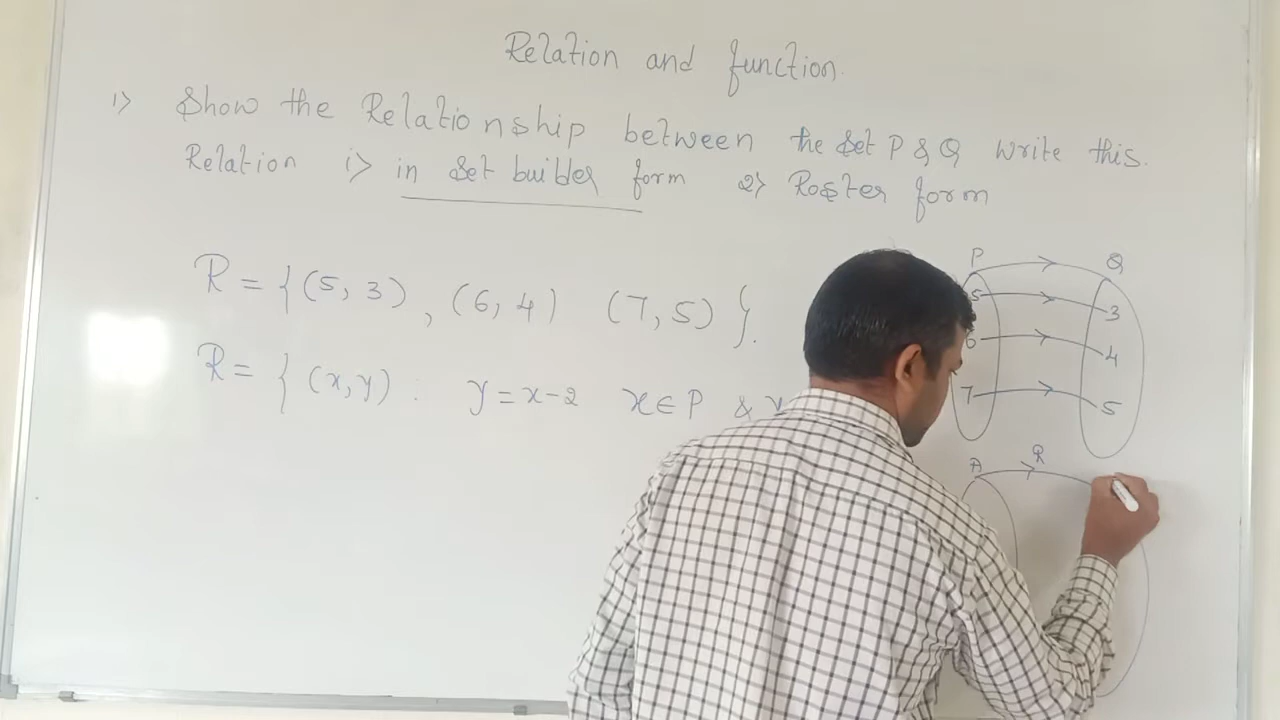 Relation and function.
1) Show the Relationship between the set P & Q write this.
Relation i) in set builder form 2) Roster form
R = { (5, 3) , (6, 4) (7, 5) }.
R = { (x, y) : y = x - 2 x ∈ P &
P Q
5 3
6 4
7 5
A R